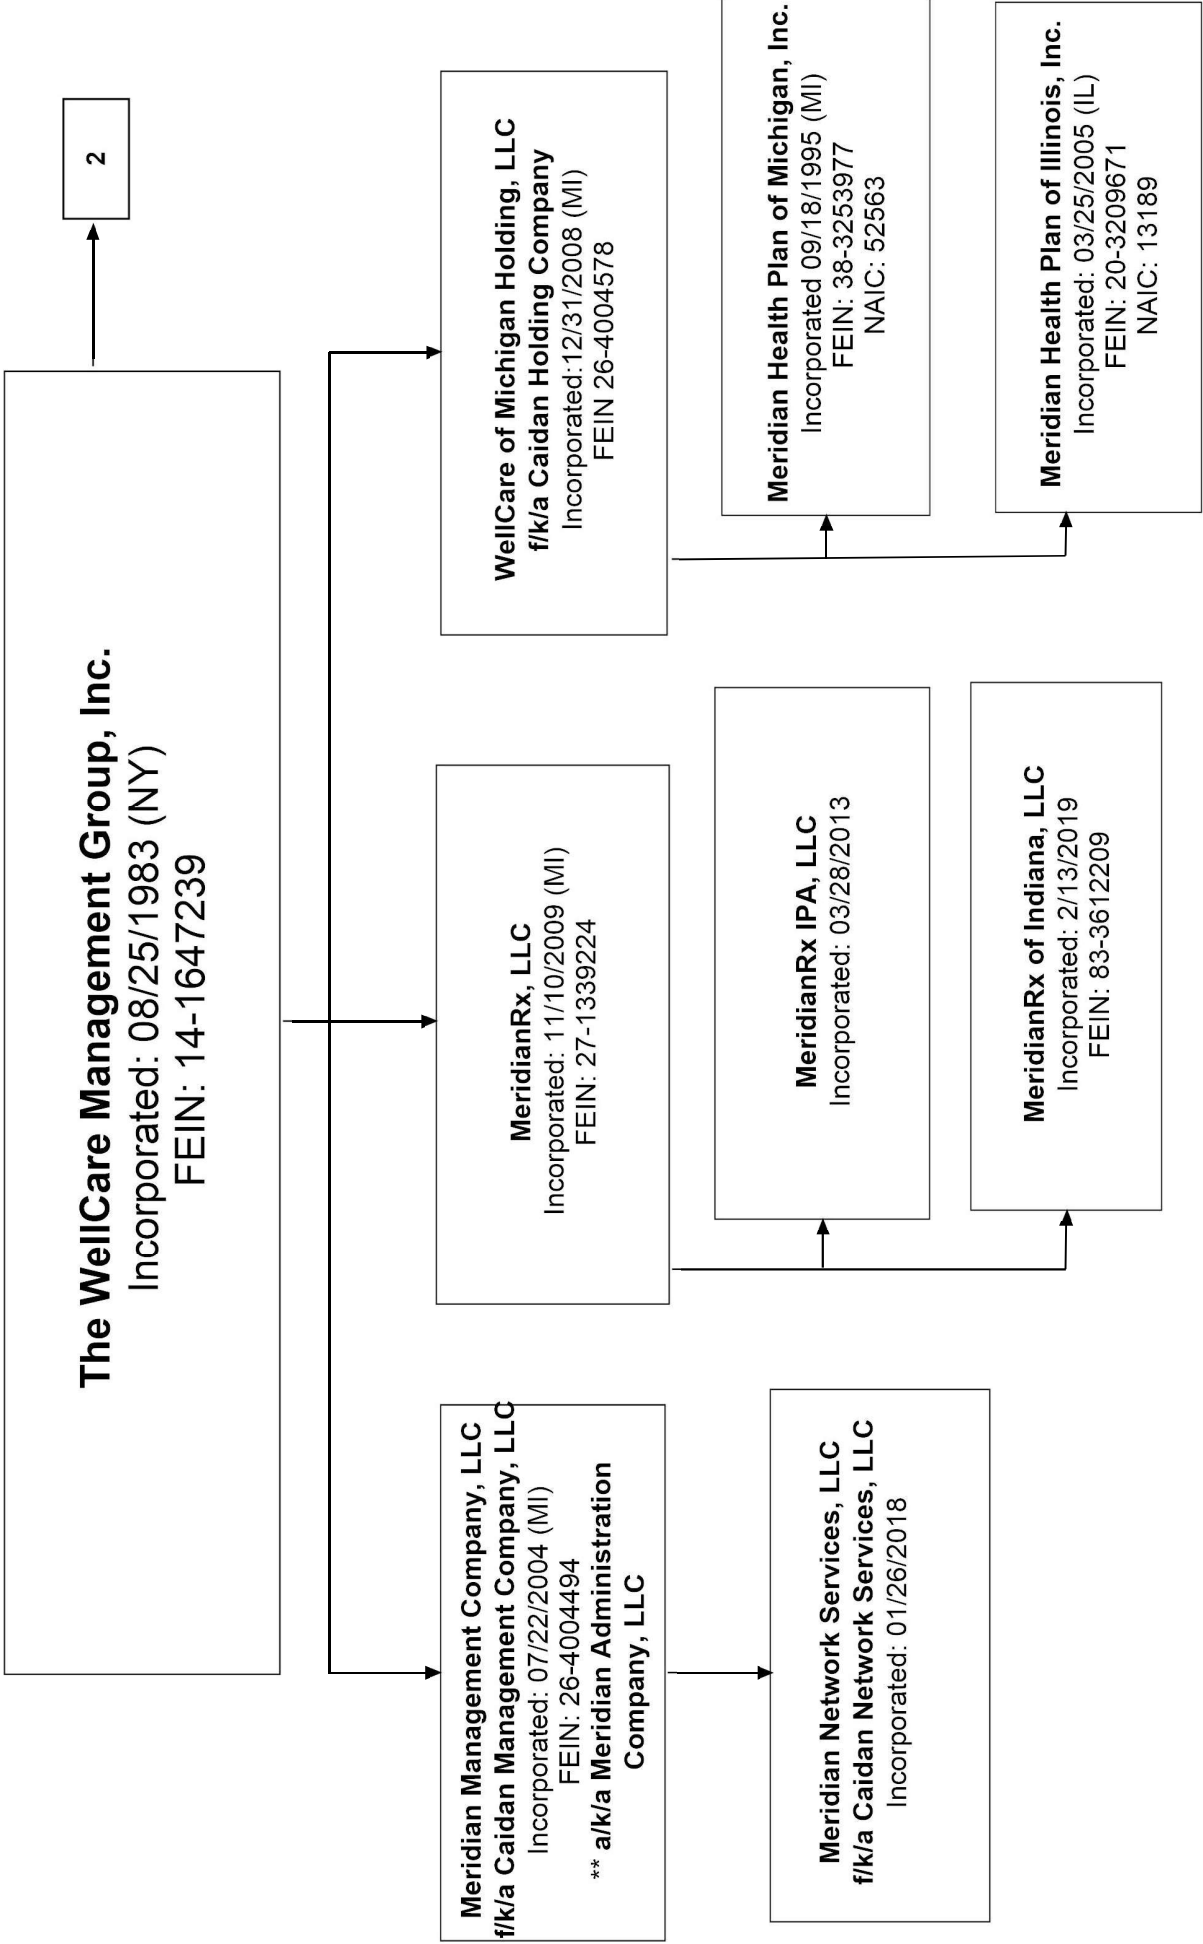 The WellCare Management Group, Inc.
Incorporated: 08/25/1983 (NY)
FEIN: 14-1647239
2
Meridian Management Company, LLC
f/k/a Caidan Management Company, LLC
Incorporated: 07/22/2004 (MI)
FEIN: 26-4004494
** a/k/a Meridian Administration
Company, LLC
MeridianRx, LLC
Incorporated: 11/10/2009 (MI)
FEIN: 27-1339224
WellCare of Michigan Holding, LLC
f/k/a Caidan Holding Company
Incorporated:12/31/2008 (MI)
FEIN 26-4004578
Meridian Network Services, LLC
f/k/a Caidan Network Services, LLC
Incorporated: 01/26/2018
MeridianRx IPA, LLC
Incorporated: 03/28/2013
MeridianRx of Indiana, LLC
Incorporated: 2/13/2019
FEIN: 83-3612209
Meridian Health Plan of Michigan, Inc.
Incorporated 09/18/1995 (MI)
FEIN: 38-3253977
NAIC: 52563
Meridian Health Plan of Illinois, Inc.
Incorporated: 03/25/2005 (IL)
FEIN: 20-3209671
NAIC: 13189